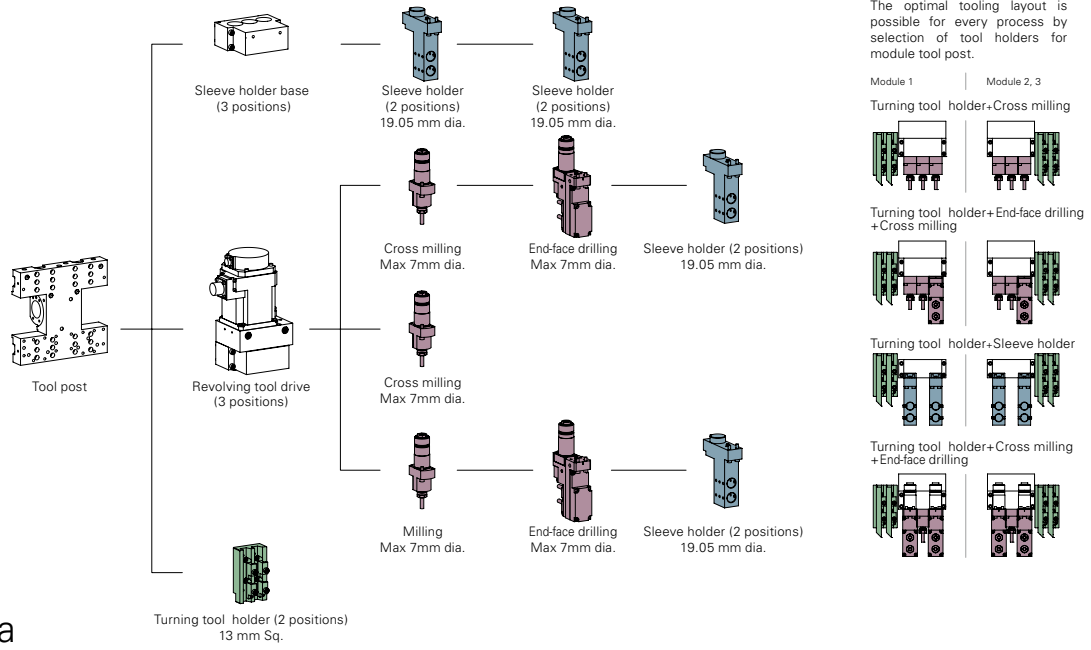 The optimal tooling layout is
possible for every process by
selection of tool holders for
module tool post.
Module 1
Module 2, 3
Turning tool holder+Cross milling
Turning tool holder+End-face drilling
+Cross milling
Turning tool holder+Sleeve holder
Turning tool holder+Cross milling
+End-face drilling
Sleeve holder base
(3 positions)
Sleeve holder
(2 positions)
19.05 mm dia.
Sleeve holder
(2 positions)
19.05 mm dia.
Cross milling
Max 7mm dia.
End-face drilling
Max 7mm dia.
Sleeve holder (2 positions)
19.05 mm dia.
Tool post
Revolving tool drive
(3 positions)
Cross milling
Max 7mm dia.
Milling
Max 7mm dia.
End-face drilling
Max 7mm dia.
Sleeve holder (2 positions)
19.05 mm dia.
Turning tool holder (2 positions)
13 mm Sq.
a